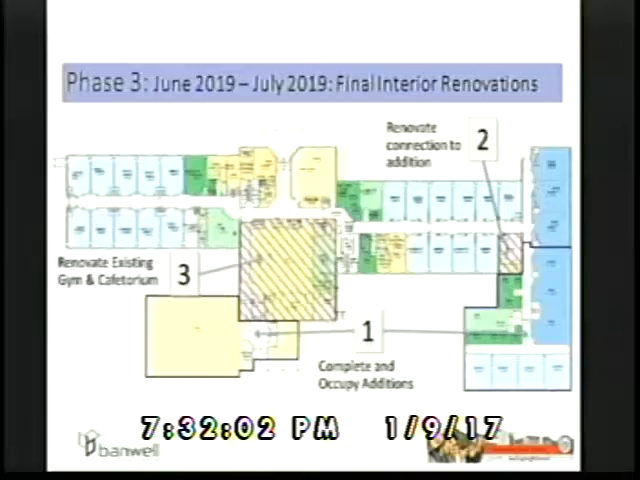 Phase 3: June 2019 – July 2019: Final Interior Renovations
Renovate
connection to
addition
2
Renovate Existing
Gym & Cafetorium
3
1
Complete and
Occupy Additions
7:32:02 PM 1/9/17
banwell